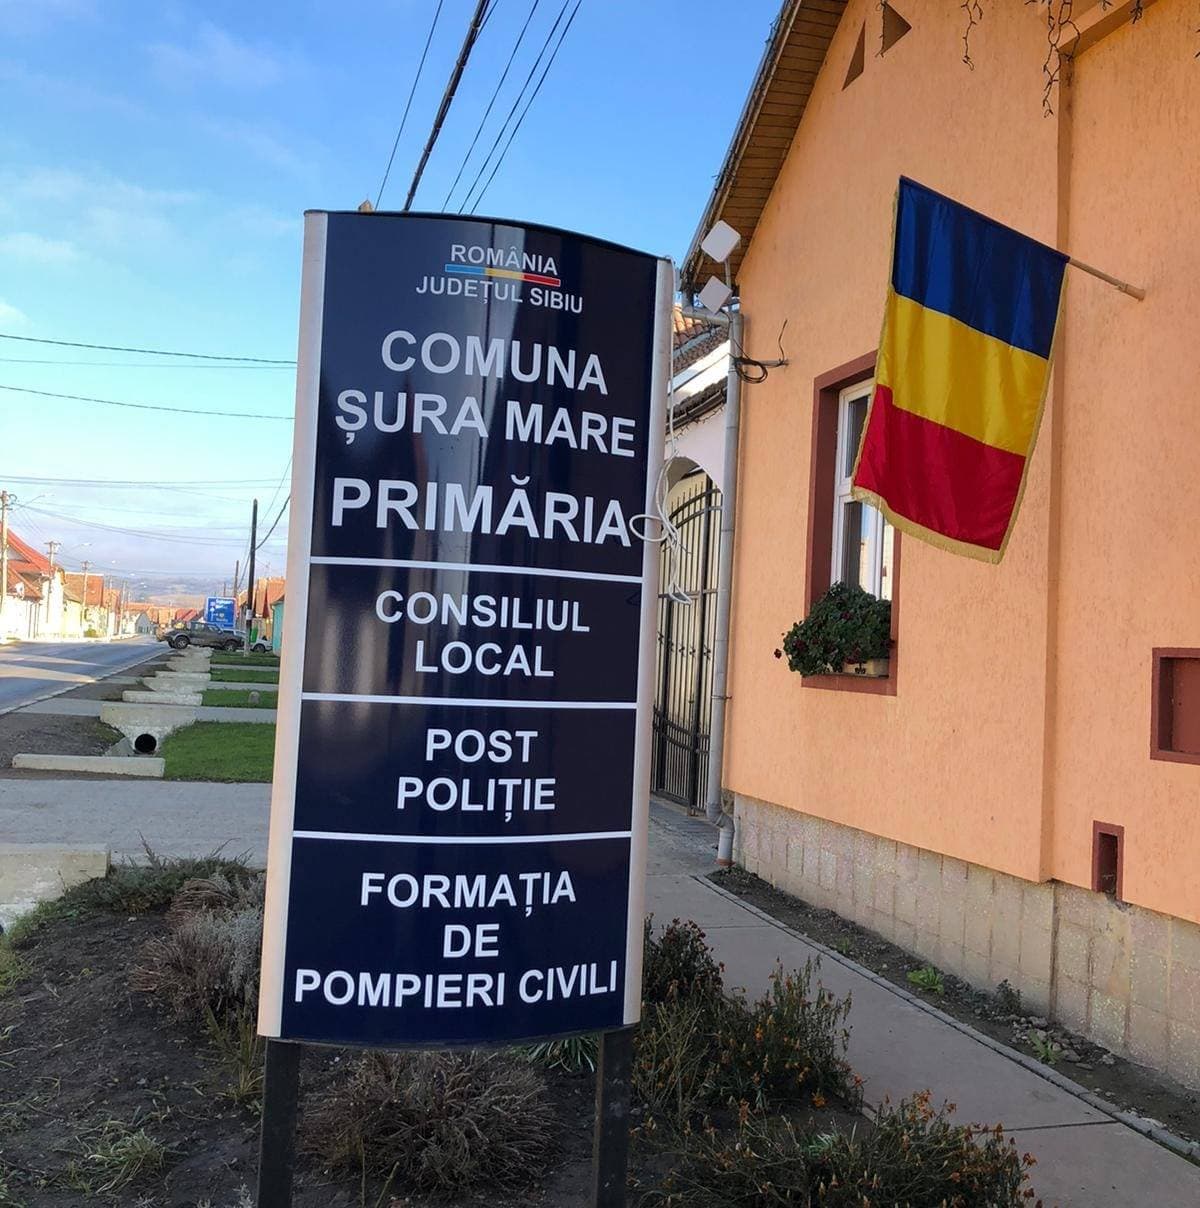 ROMÂNIA
JUDEȚUL SIBIU
COMUNA
ȘURA MARE
PRIMĂRIA
CONSILIUL
LOCAL
POST
POLIȚIE
FORMAȚIA
DE
POMPIERI CIVILI